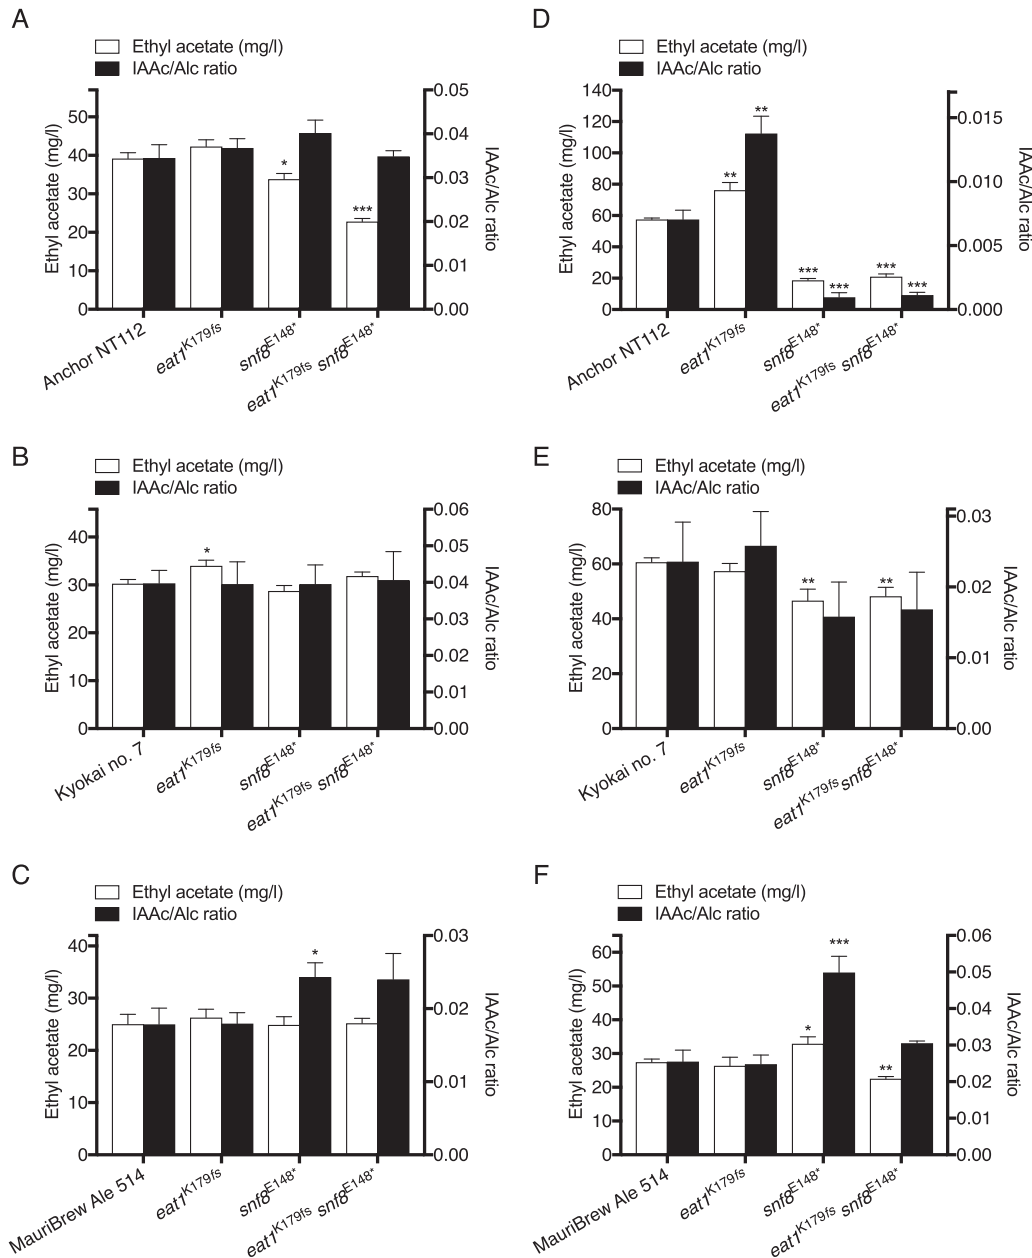 A
Ethyl acetate (mg/l)
IAAc/Alc ratio
Ethyl acetate (mg/l)
50
40
30
20
10
0
* ***
0.05
0.04
0.03
0.02
0.01
0.00
IAAc/Alc ratio
Anchor NT112
eat1K179fs
snf8E148*
eat1K179fs snf8E148*
D
Ethyl acetate (mg/l)
IAAc/Alc ratio
Ethyl acetate (mg/l)
140
120
100
80
60
40
20
0
** ** *** *** *** ***
0.015
0.010
0.005
0.000
IAAc/Alc ratio
Anchor NT112
eat1K179fs
snf8E148*
eat1K179fs snf8E148*
B
Ethyl acetate (mg/l)
IAAc/Alc ratio
Ethyl acetate (mg/l)
40
30
20
10
0
*
0.06
0.05
0.04
0.03
0.02
0.01
0.00
IAAc/Alc ratio
Kyokai no. 7
eat1K179fs
snf8E148*
eat1K179fs snf8E148*
E
Ethyl acetate (mg/l)
IAAc/Alc ratio
Ethyl acetate (mg/l)
80
60
40
20
0
** **
0.03
0.02
0.01
0.00
IAAc/Alc ratio
Kyokai no. 7
eat1K179fs
snf8E148*
eat1K179fs snf8E148*
C
Ethyl acetate (mg/l)
IAAc/Alc ratio
Ethyl acetate (mg/l)
40
30
20
10
0
*
0.03
0.02
0.01
0.00
IAAc/Alc ratio
MauriBrew Ale 514
eat1K179fs
snf8E148*
eat1K179fs snf8E148*
F
Ethyl acetate (mg/l)
IAAc/Alc ratio
Ethyl acetate (mg/l)
60
50
40
30
20
10
0
* *** **
0.06
0.05
0.04
0.03
0.02
0.01
0.00
IAAc/Alc ratio
MauriBrew Ale 514
eat1K179fs
snf8E148*
eat1K179fs snf8E148*